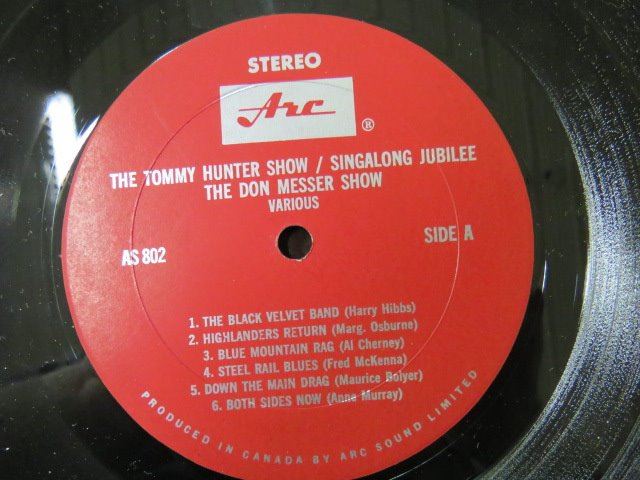 STEREO
Arc
®
THE TOMMY HUNTER SHOW / SINGALONG JUBILEE
THE DON MESSER SHOW
VARIOUS
AS 802
SIDE A
1. THE BLACK VELVET BAND (Harry Hibbs)
2. HIGHLANDERS RETURN (Marg. Osburne)
3. BLUE MOUNTAIN RAG (Al Cherney)
4. STEEL RAIL BLUES (Fred McKenna)
5. DOWN THE MAIN DRAG (Maurice Bolyer)
6. BOTH SIDES NOW (Anne Murray)
PRODUCED IN CANADA BY ARC SOUND LIMITED